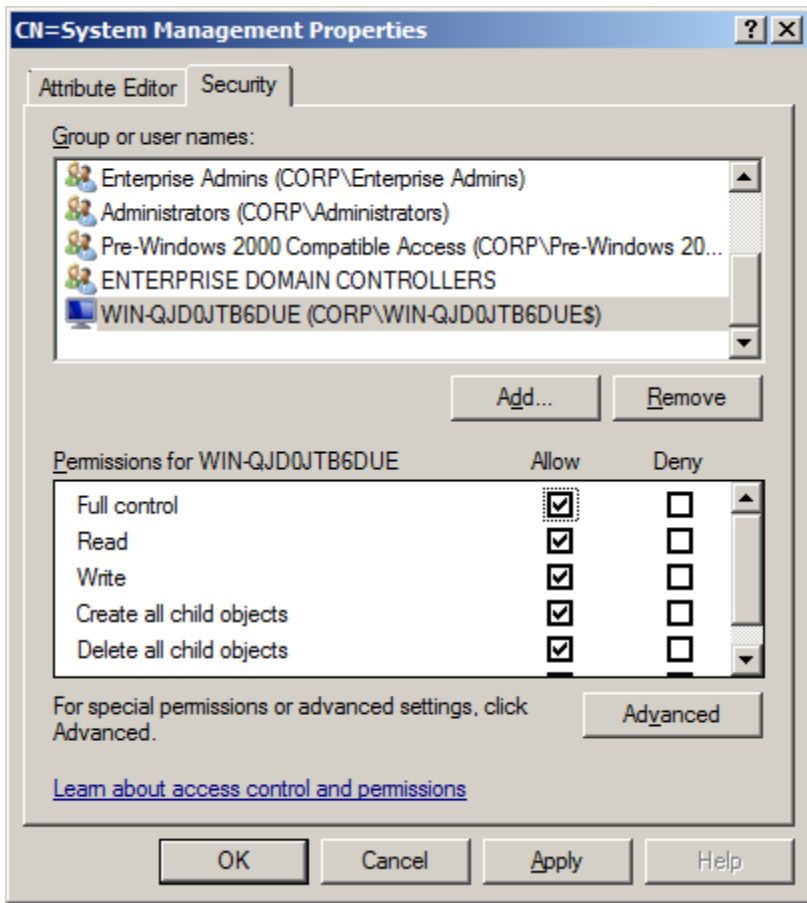 CN=System Management Properties
Attribute Editor Security
Group or user names:
Enterprise Admins (CORP\Enterprise Admins)
Administrators (CORP\Administrators)
Pre-Windows 2000 Compatible Access (CORP\Pre-Windows 20...
ENTERPRISE DOMAIN CONTROLLERS
WIN-QJD0JTB6DUE (CORP\WIN-QJD0JTB6DUE$)
Add... Remove
Permissions for WIN-QJD0JTB6DUE Allow Deny
Full control
Read
Write
Create all child objects
Delete all child objects
For special permissions or advanced settings, click
Advanced. Advanced
Learn about access control and permissions
OK Cancel Apply Help